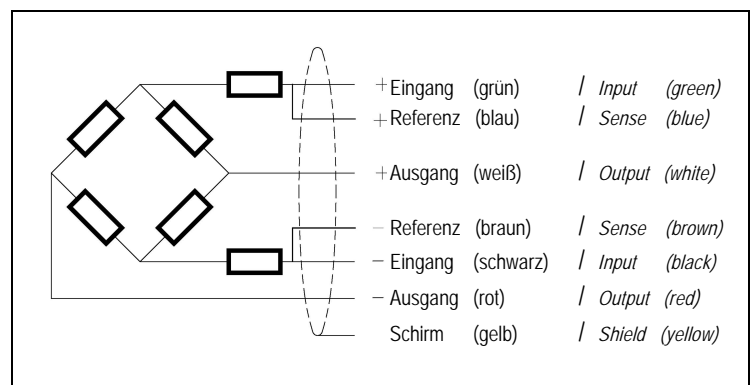 + Eingang (grün) / Input (green)
+ Referenz (blau) / Sense (blue)
+ Ausgang (weiß) / Output (white)
− Referenz (braun) / Sense (brown)
− Eingang (schwarz) / Input (black)
− Ausgang (rot) / Output (red)
Schirm (gelb) / Shield (yellow)